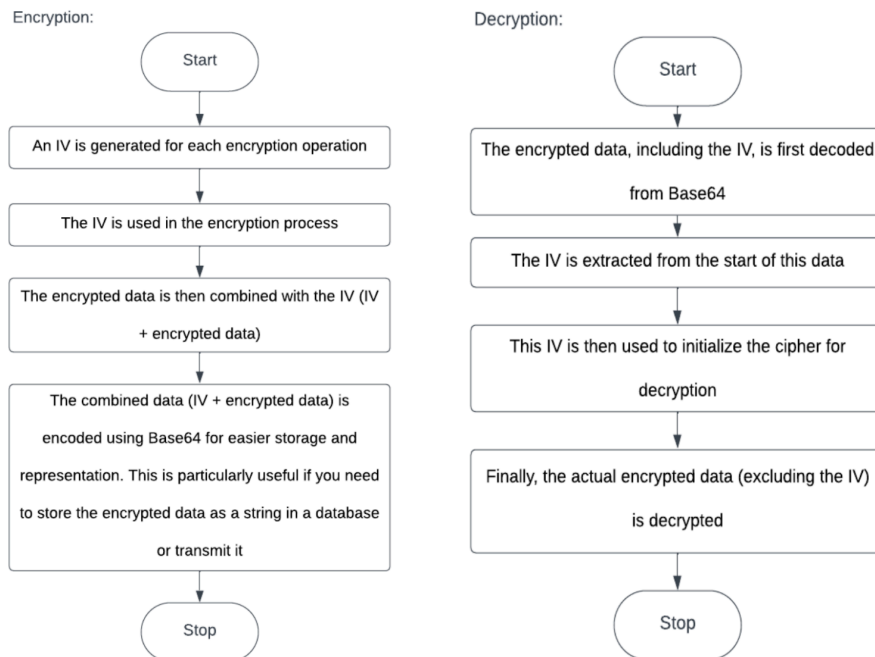 Encryption:
Start
An IV is generated for each encryption operation
The IV is used in the encryption process
The encrypted data is then combined with the IV (IV
+ encrypted data)
The combined data (IV + encrypted data) is
encoded using Base64 for easier storage and
representation. This is particularly useful if you need
to store the encrypted data as a string in a database
or transmit it
Stop
Decryption:
Start
The encrypted data, including the IV, is first decoded
from Base64
The IV is extracted from the start of this data
This IV is then used to initialize the cipher for
decryption
Finally, the actual encrypted data (excluding the IV)
is decrypted
Stop